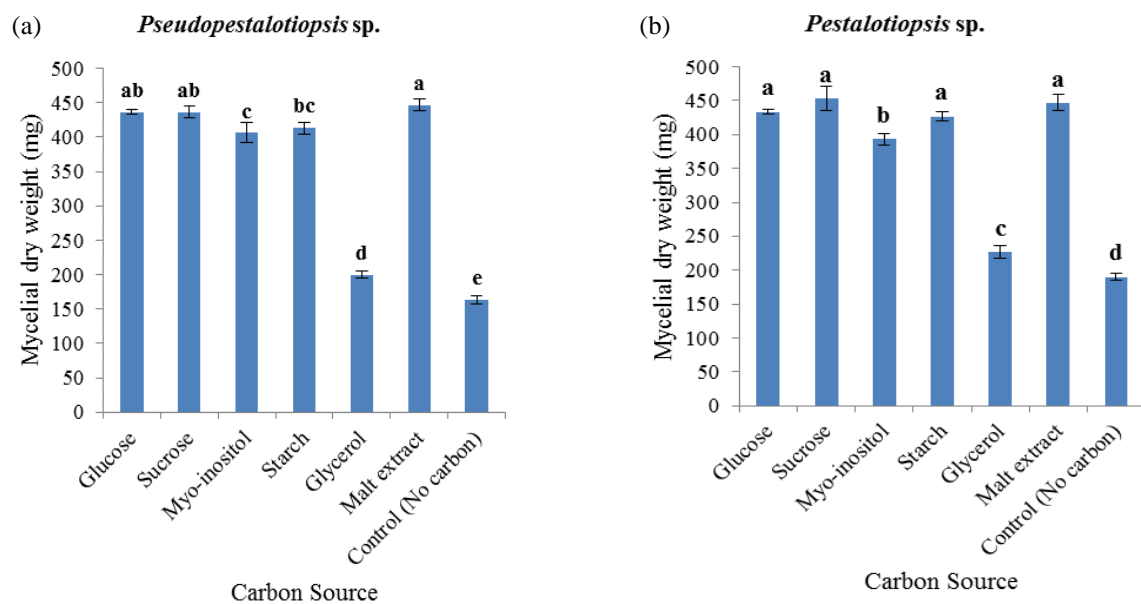 (a)
Pseudopestalotiopsis sp.
Mycelial dry weight (mg)
500
450
400
350
300
250
200
150
100
50
0
ab
ab
c
bc
d
a
e
Glucose
Sucrose
Myo-inositol
Starch
Glycerol
Malt extract
Control (No carbon)
Carbon Source
(b)
Pestalotiopsis sp.
Mycelial dry weight (mg)
500
450
400
350
300
250
200
150
100
50
0
a
a
b
a
c
a
d
Glucose
Sucrose
Myo-inositol
Starch
Glycerol
Malt extract
Control (No carbon)
Carbon Source